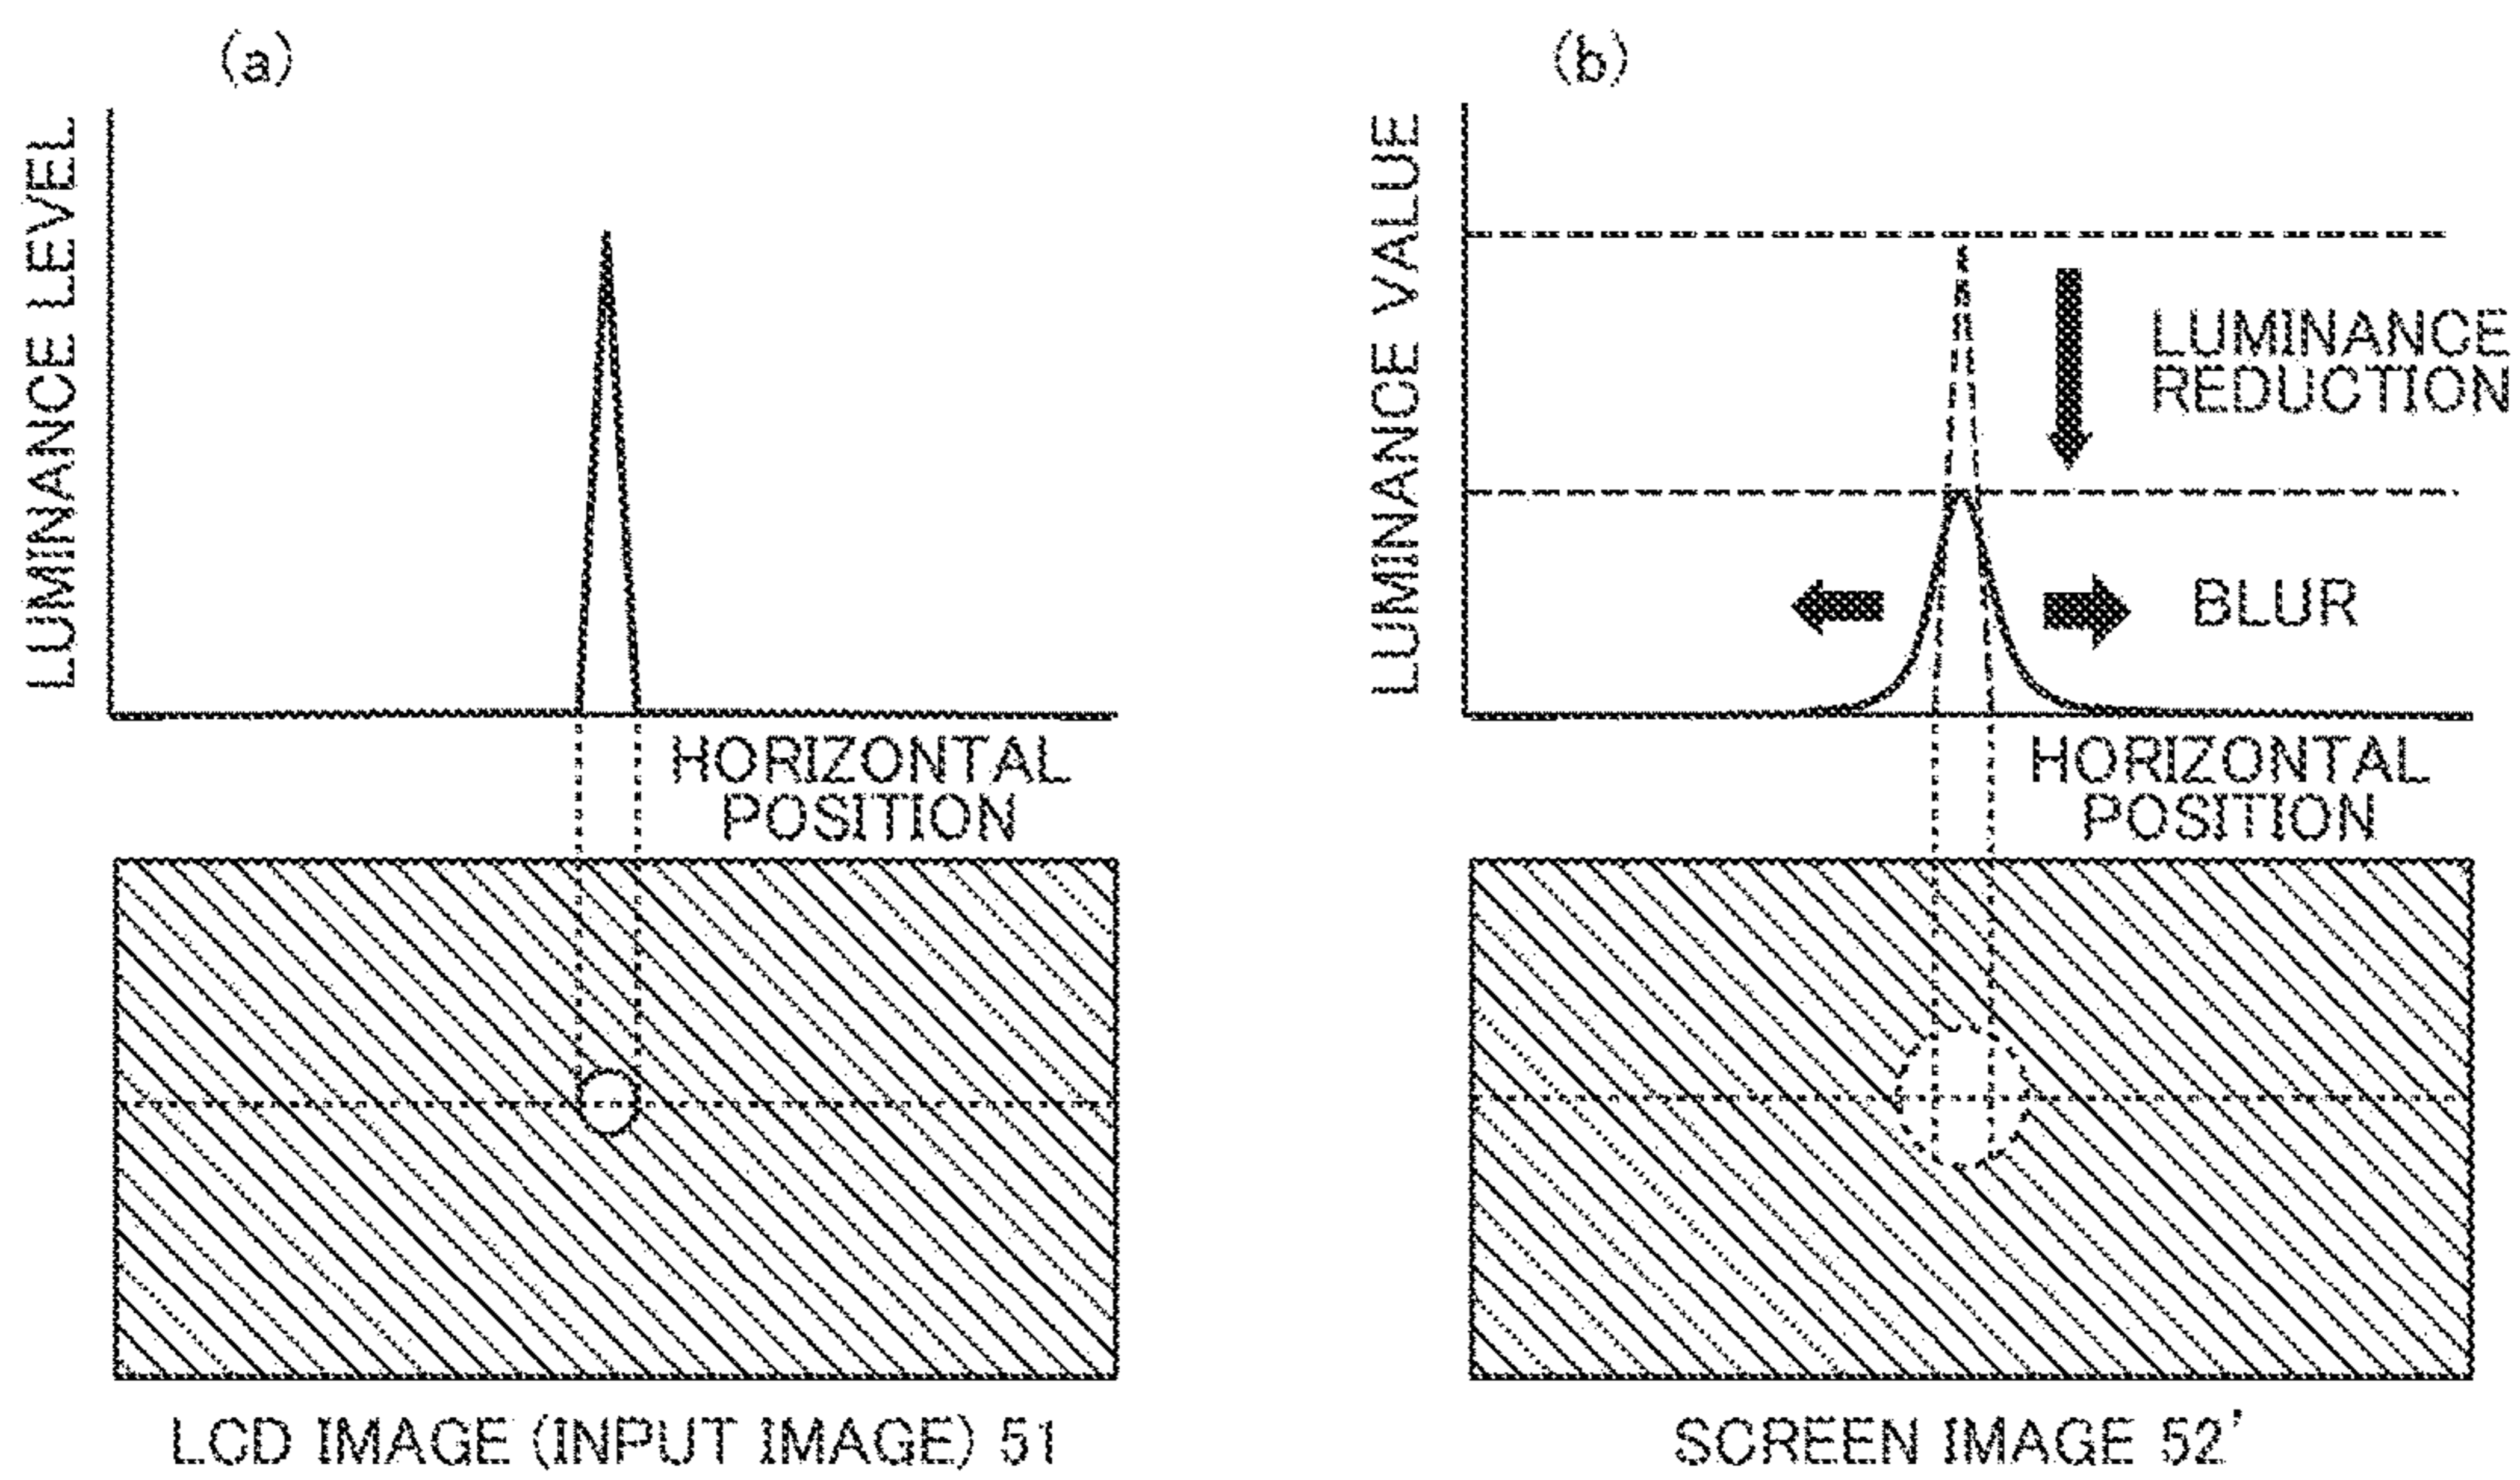 (a)
LUMINANCE LEVEL
HORIZONTAL
POSITION
LCD IMAGE (INPUT IMAGE) 51
(b)
LUMINANCE VALUE
LUMINANCE
REDUCTION
BLUR
HORIZONTAL
POSITION
SCREEN IMAGE 52'